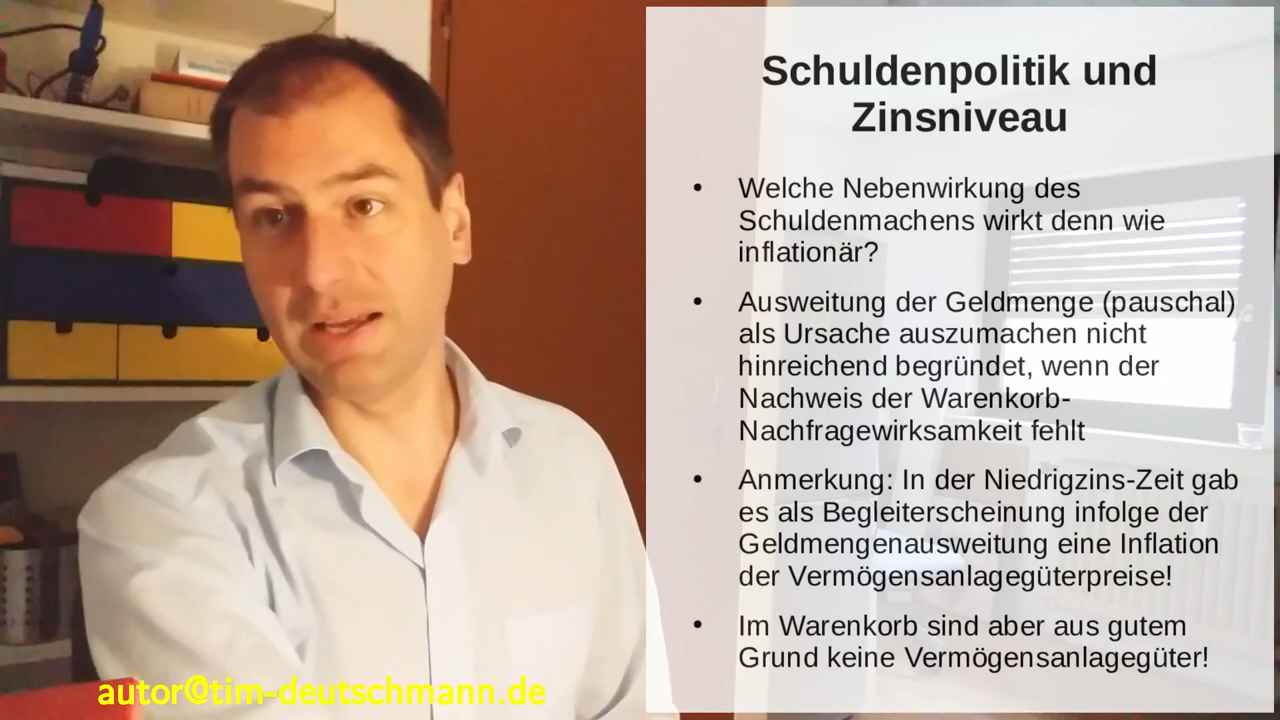 Schuldenpolitik und
Zinsniveau
• Welche Nebenwirkung des
Schuldenmachens wirkt denn wie
inflationär?
• Ausweitung der Geldmenge (pauschal)
als Ursache auszumachen nicht
hinreichend begründet, wenn der
Nachweis der Warenkorb-
Nachfragewirksamkeit fehlt
• Anmerkung: In der Niedrigzins-Zeit gab
es als Begleiterscheinung infolge der
Geldmengenausweitung eine Inflation
der Vermögensanlagegüterpreise!
• Im Warenkorb sind aber aus gutem
Grund keine Vermögensanlagegüter!
autor@tim-deutschmann.de